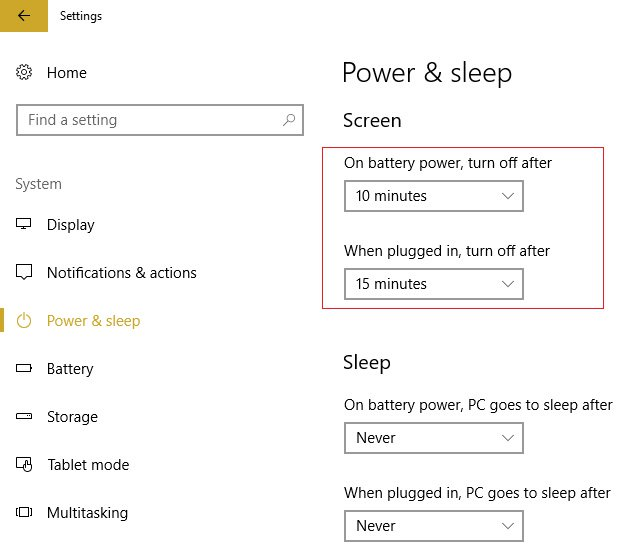 Settings
Home
Find a setting
System
Display
Notifications & actions
Power & sleep
Battery
Storage
Tablet mode
Multitasking
Power & sleep
Screen
On battery power, turn off after
10 minutes
When plugged in, turn off after
15 minutes
Sleep
On battery power, PC goes to sleep after
Never
When plugged in, PC goes to sleep after
Never